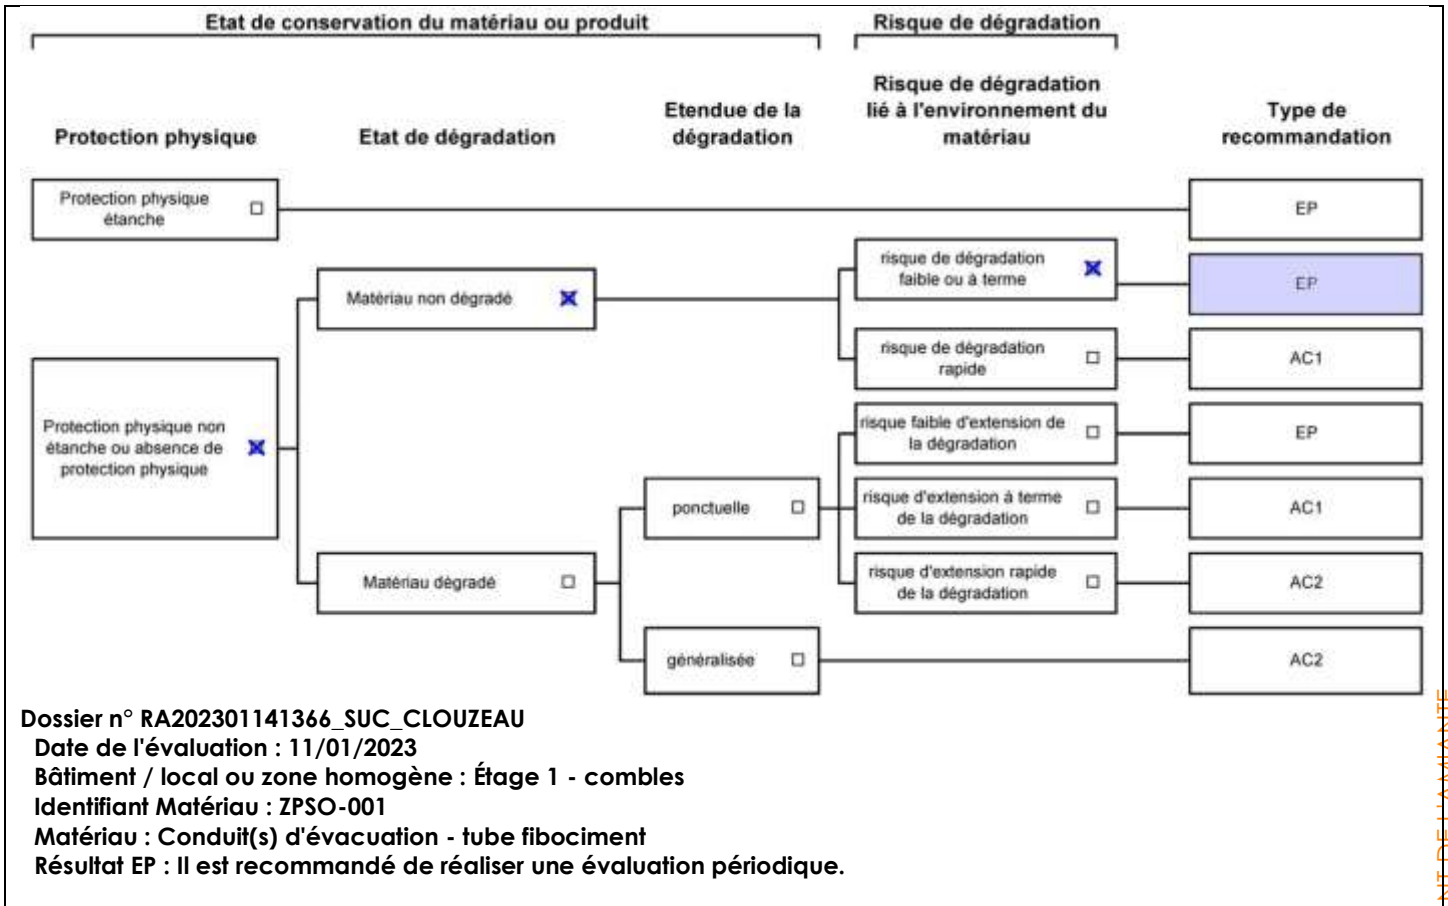 Etat de conservation du matériau ou produit
Risque de dégradation
Protection physique
Etat de dégradation
Etendue de la
dégradation
Risque de dégradation
lié à l'environnement du
matériau
Type de
recommandation
Protection physique
étanche
EP
risque de dégradation
faible ou à terme
EP
Matériau non dégradé
risque de dégradation
rapide
AC1
Protection physique non
étanche ou absence de
protection physique
risque faible d'extension de
la dégradation
EP
ponctuelle
risque d'extension à terme
de la dégradation
AC1
Matériau dégradé
risque d'extension rapide
de la dégradation
AC2
généralisée
AC2
Dossier n° RA202301141366_SUC_CLOUZEAU
Date de l'évaluation : 11/01/2023
Bâtiment / local ou zone homogène : Étage 1 - combles
Identifiant Matériau : ZPSO-001
Matériau : Conduit(s) d'évacuation - tube fibociment
Résultat EP : Il est recommandé de réaliser une évaluation périodique.
DE L'AMIANTE